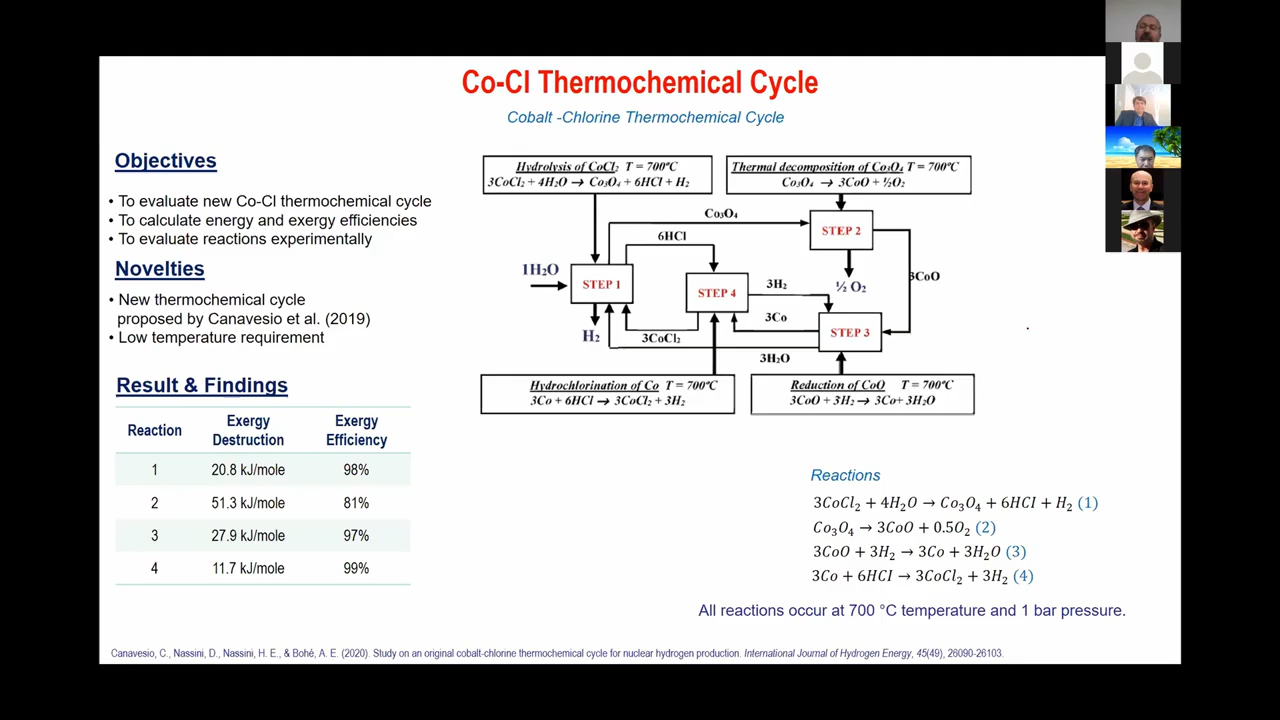 Co-Cl Thermochemical Cycle
Cobalt -Chlorine Thermochemical Cycle
Objectives
• To evaluate new Co-Cl thermochemical cycle
• To calculate energy and exergy efficiencies
• To evaluate reactions experimentally
Novelties
• New thermochemical cycle
proposed by Canavesio et al. (2019)
• Low temperature requirement
Result & Findings
Reaction Exergy Destruction Exergy Efficiency
1 20.8 kJ/mole 98%
2 51.3 kJ/mole 81%
3 27.9 kJ/mole 97%
4 11.7 kJ/mole 99%
Hydrolysis of CoCl₂ T = 700ºC
3CoCl₂ + 4H₂O → Co₃O₄ + 6HCl + H₂
Thermal decomposition of Co₃O₄ T = 700ºC
Co₃O₄ → 3CoO + ½O₂
Co₃O₄
6HCl
STEP 2
1H₂O
STEP 1
STEP 4
3H₂
½ O₂
3CoO
3Co
STEP 3
H₂
3CoCl₂
3H₂O
Hydrochlorination of Co T = 700ºC
3Co + 6HCl → 3CoCl₂ + 3H₂
Reduction of CoO T = 700ºC
3CoO + 3H₂ → 3Co+ 3H₂O
Reactions
3CoCl₂ + 4H₂O → Co₃O₄ + 6HCl + H₂ (1)
Co₃O₄ → 3CoO + 0.5O₂ (2)
3CoO + 3H₂ → 3Co + 3H₂O (3)
3Co + 6HCl → 3CoCl₂ + 3H₂ (4)
All reactions occur at 700 °C temperature and 1 bar pressure.
Canavesio, C., Nassini, D., Nassini, H. E., & Bohé, A. E. (2020). Study on an original cobalt-chlorine thermochemical cycle for nuclear hydrogen production. International Journal of Hydrogen Energy, 45(49), 26090-26103.